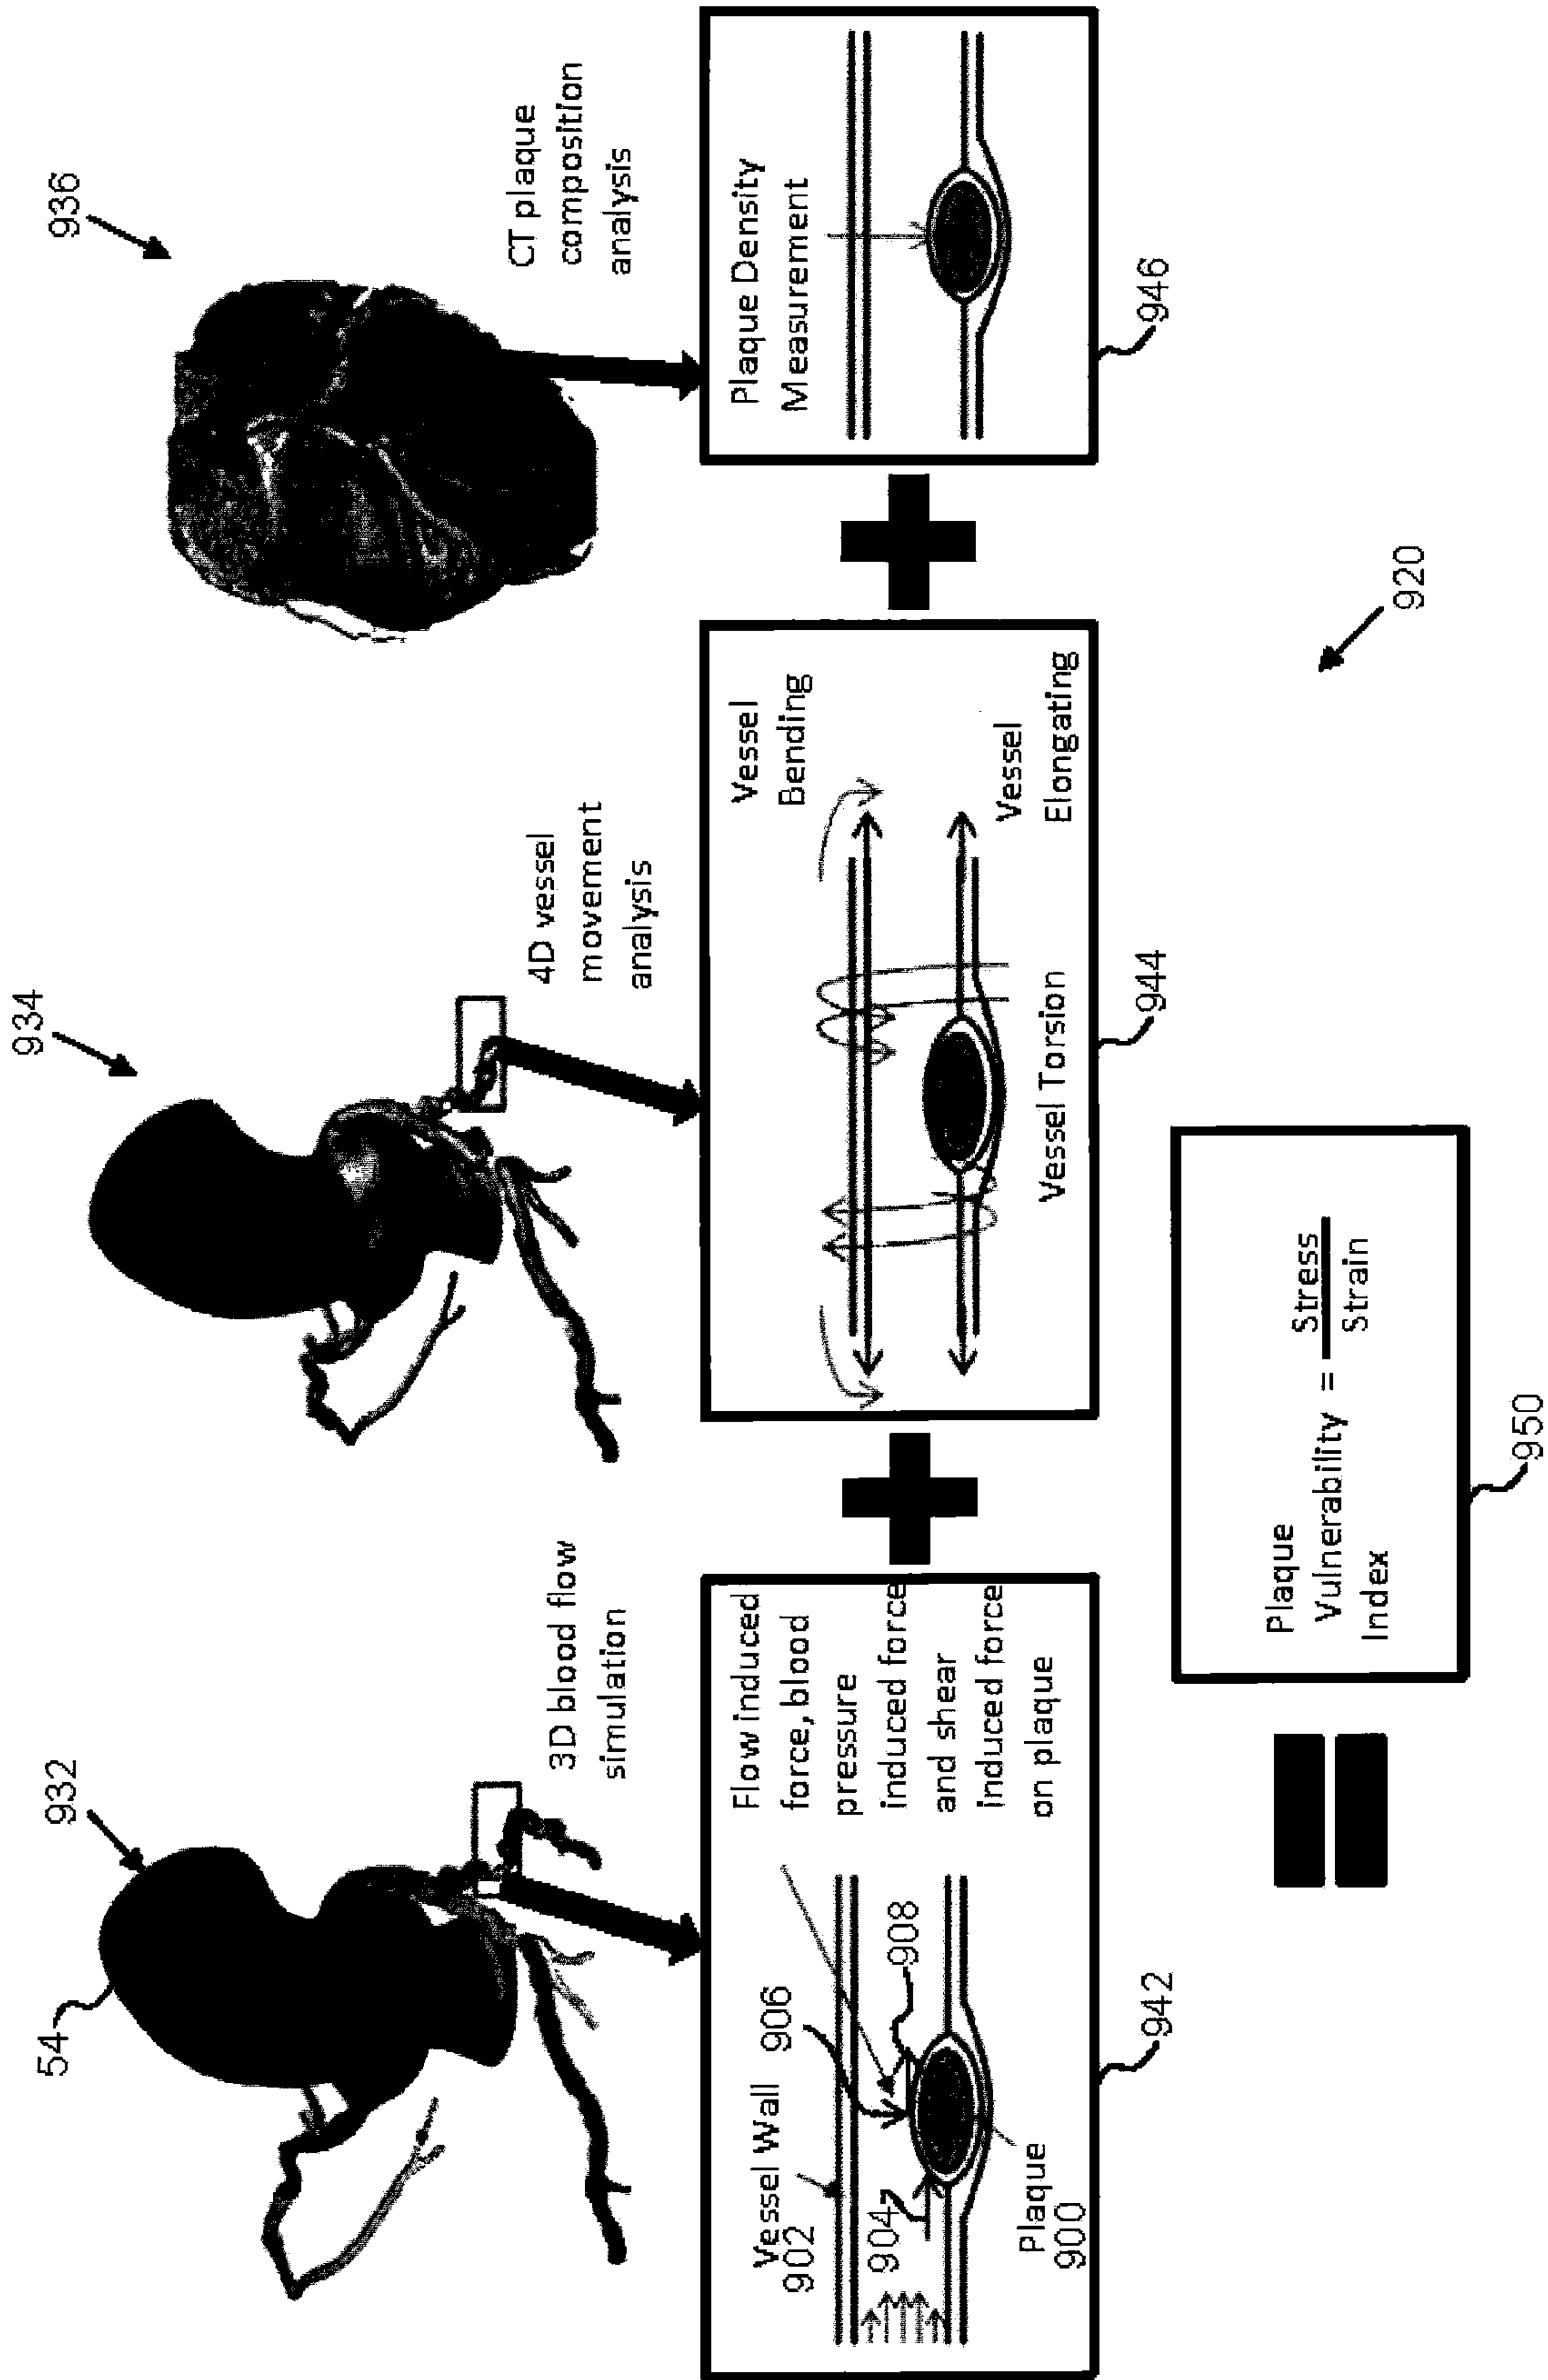 54
932
3D blood flow
simulation
934
4D vessel
movement
analysis
936
CT plaque
composition
analysis
Vessel Wall
902
906
904
908
Plaque
900
Flow induced
force, blood
pressure
induced force
and shear
induced force
on plaque
942
Vessel
Bending
Vessel Torsion
Vessel
Elongating
944
Plaque Density
Measurement
946
Plaque
Vulnerability = Stress
Strain
Index
950
920